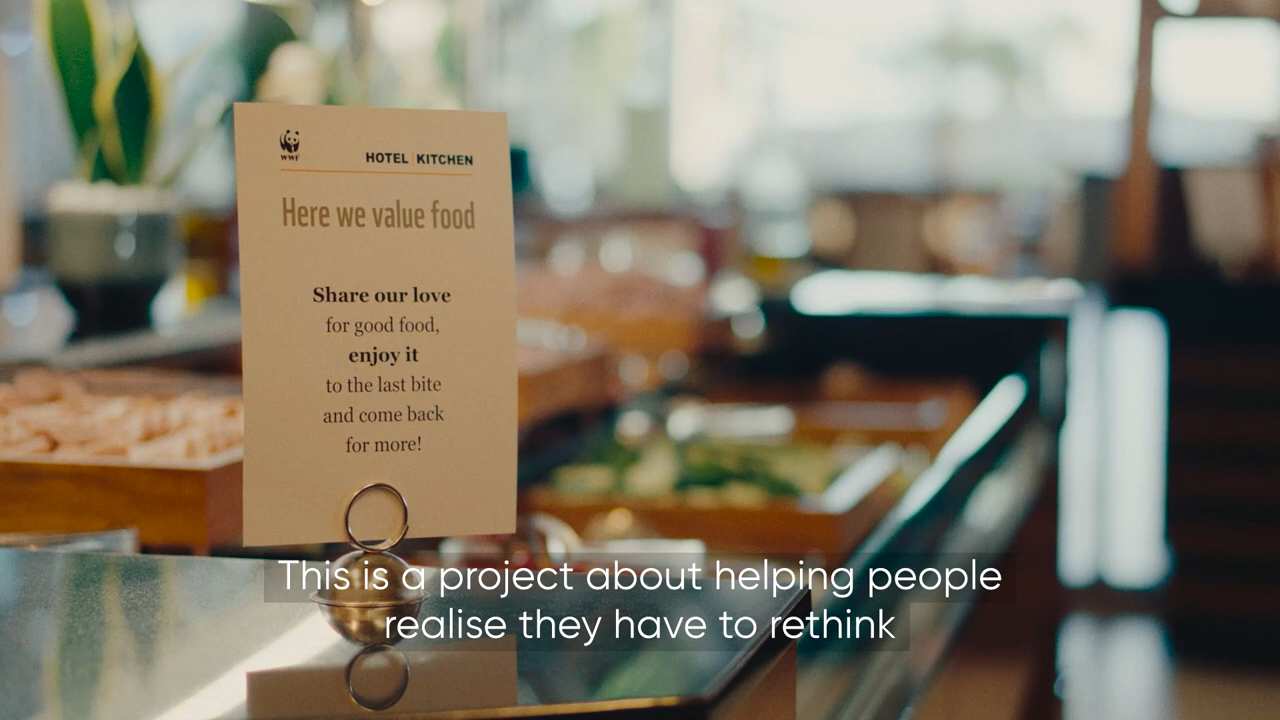 WWF
HOTEL | KITCHEN
Here we value food
Share our love
for good food,
enjoy it
to the last bite
and come back
for more!
This is a project about helping people
realise they have to rethink